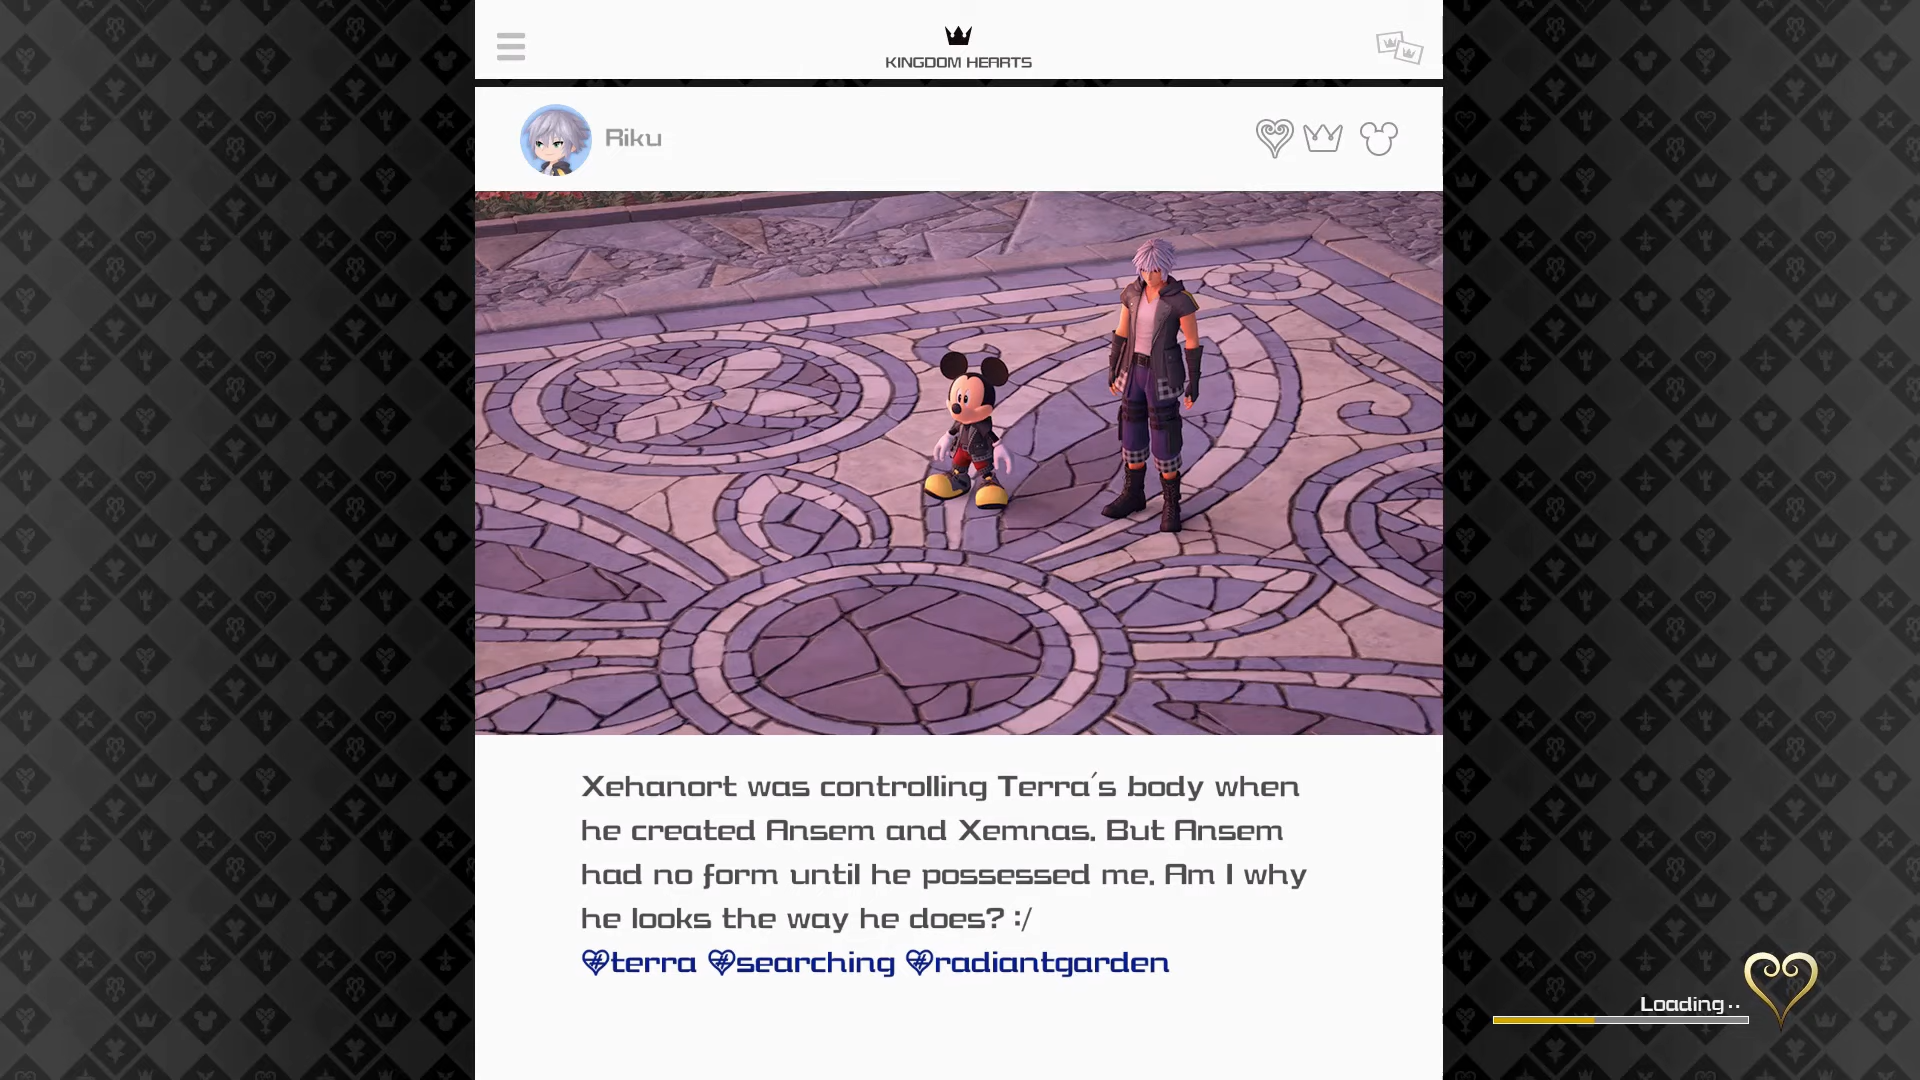 KINGDOM HEARTS
Riku
Xehanort was controlling Terra's body when
he created Ansem and Xemnas. But Ansem
had no form until he possessed me. Am I why
he looks the way he does? :/
#terra #searching #radiantgarden
Loading..